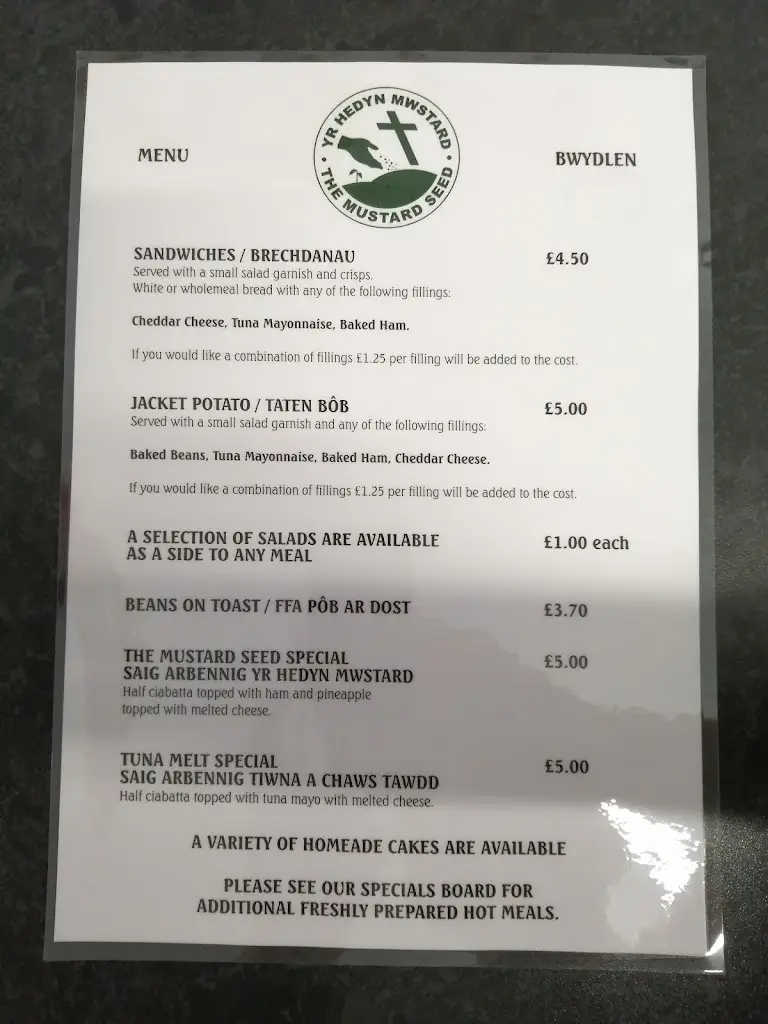 YR HEDYN MWSTARD
THE MUSTARD SEED
MENU
BWYDLEN
SANDWICHES / BRECHDANAU £4.50
Served with a small salad garnish and crisps.
White or wholemeal bread with any of the following fillings:
Cheddar Cheese, Tuna Mayonnaise, Baked Ham.
If you would like a combination of fillings £1.25 per filling will be added to the cost.
JACKET POTATO / TATEN BÔB £5.00
Served with a small salad garnish and any of the following fillings:
Baked Beans, Tuna Mayonnaise, Baked Ham, Cheddar Cheese.
If you would like a combination of fillings £1.25 per filling will be added to the cost.
A SELECTION OF SALADS ARE AVAILABLE £1.00 each
AS A SIDE TO ANY MEAL
BEANS ON TOAST / FFA PÔB AR DOST £3.70
THE MUSTARD SEED SPECIAL £5.00
SAIG ARBENNIG YR HEDYN MWSTARD
Half ciabatta topped with ham and pineapple
topped with melted cheese.
TUNA MELT SPECIAL £5.00
SAIG ARBENNIG TIWNA A CHAWS TAWDD
Half ciabatta topped with tuna mayo with melted cheese.
A VARIETY OF HOMEADE CAKES ARE AVAILABLE
PLEASE SEE OUR SPECIALS BOARD FOR
ADDITIONAL FRESHLY PREPARED HOT MEALS.